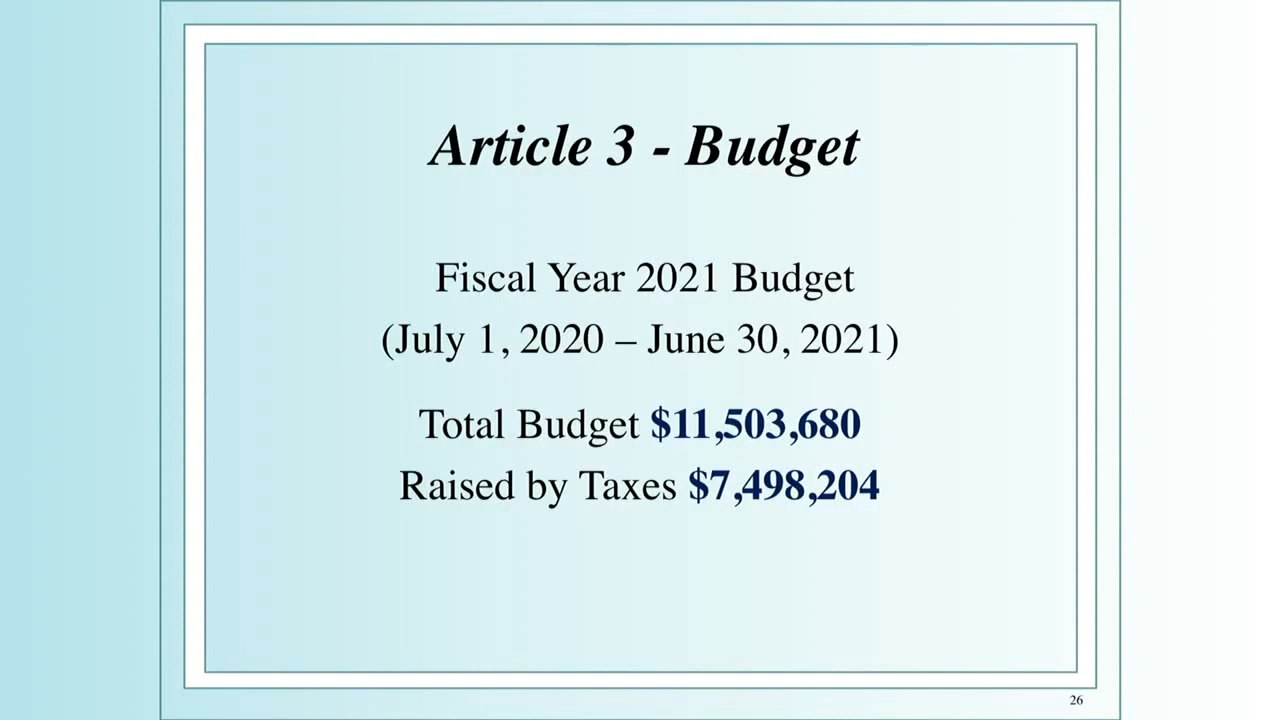 Article 3 - Budget
Fiscal Year 2021 Budget
(July 1, 2020 – June 30, 2021)
Total Budget $11,503,680
Raised by Taxes $7,498,204
26